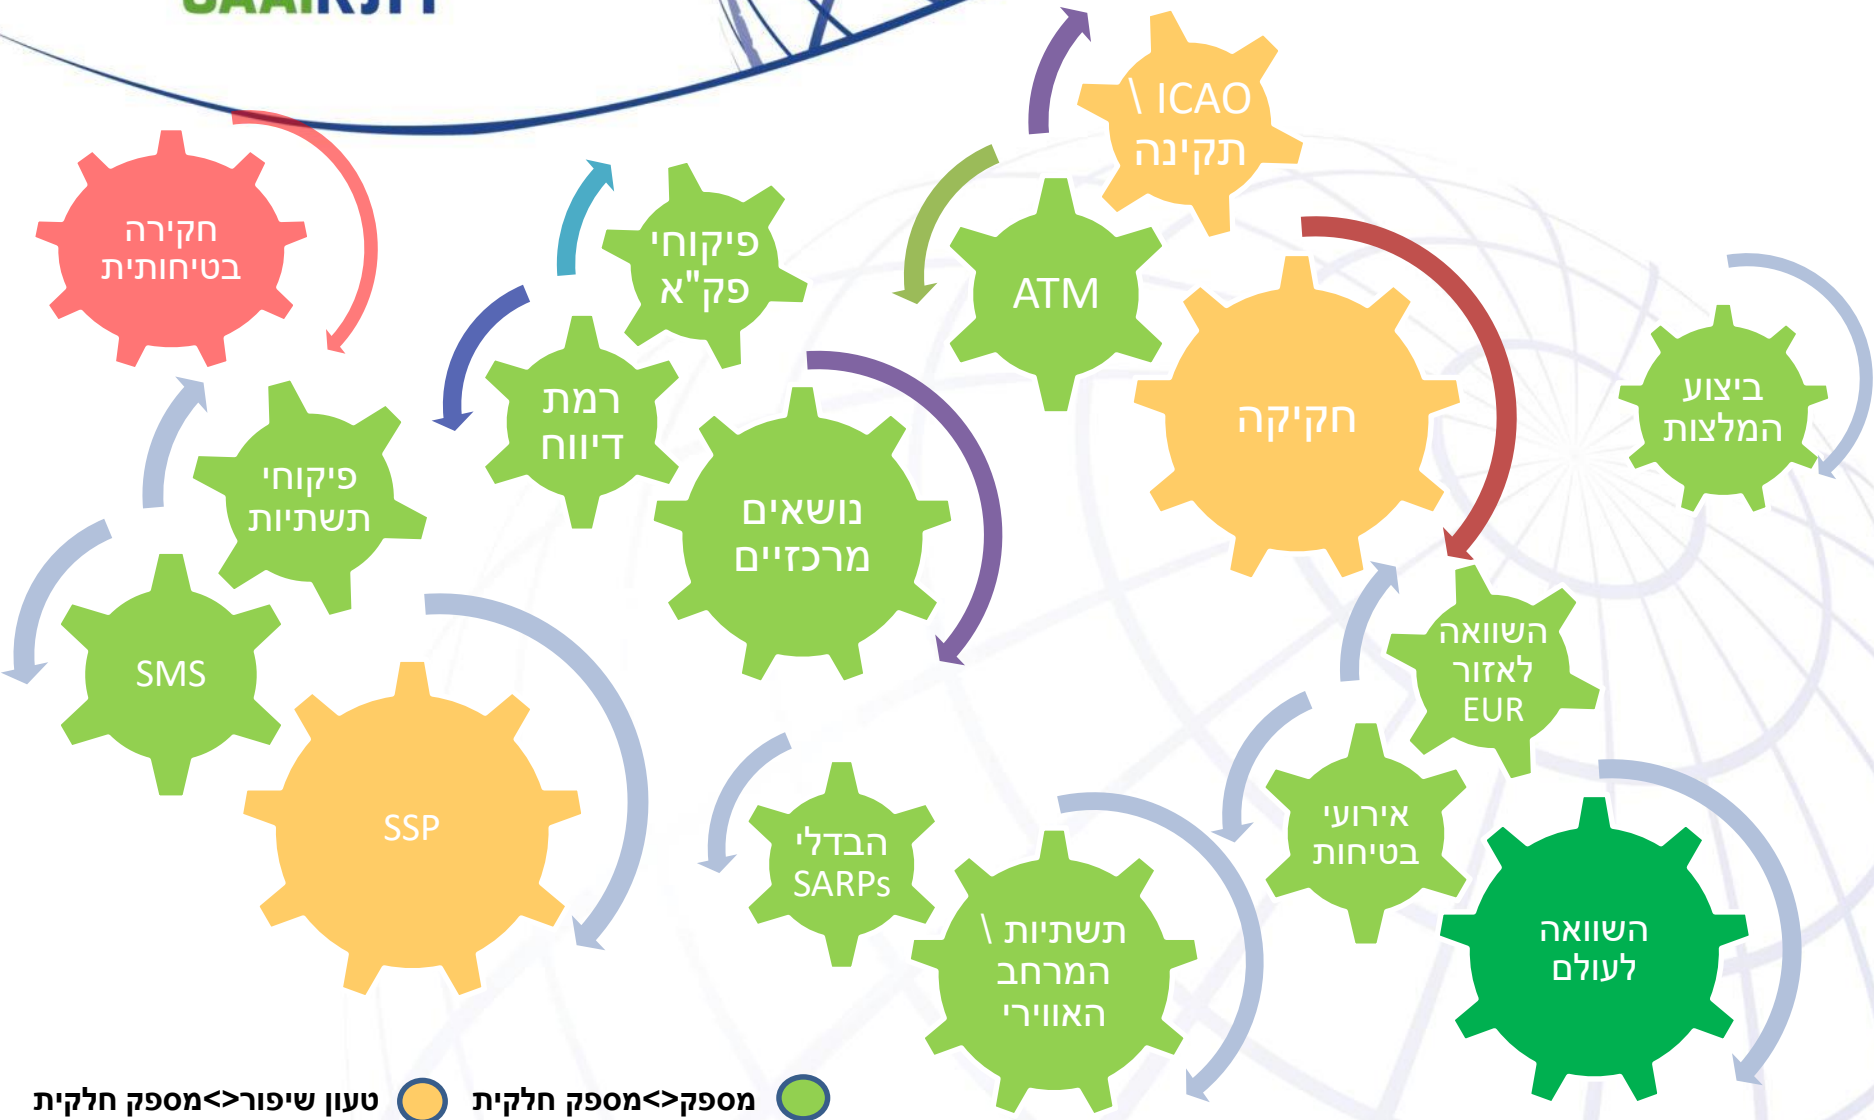 ICAO \
תקינה
חקירה
בטיחותית
פיקוחי
פק"א
ATM
ביצוע
המלצות
חקיקה
רמת
דיווח
פיקוחי
תשתיות
נושאים
מרכזיים
השוואה
לאזור
EUR
SMS
SSP
אירועי
בטיחות
הבדלי
SARPs
תשתיות \
המרחב
האווירי
השוואה
לעולם
מספק<>מספק חלקית
טעון שיפור<>מספק חלקית